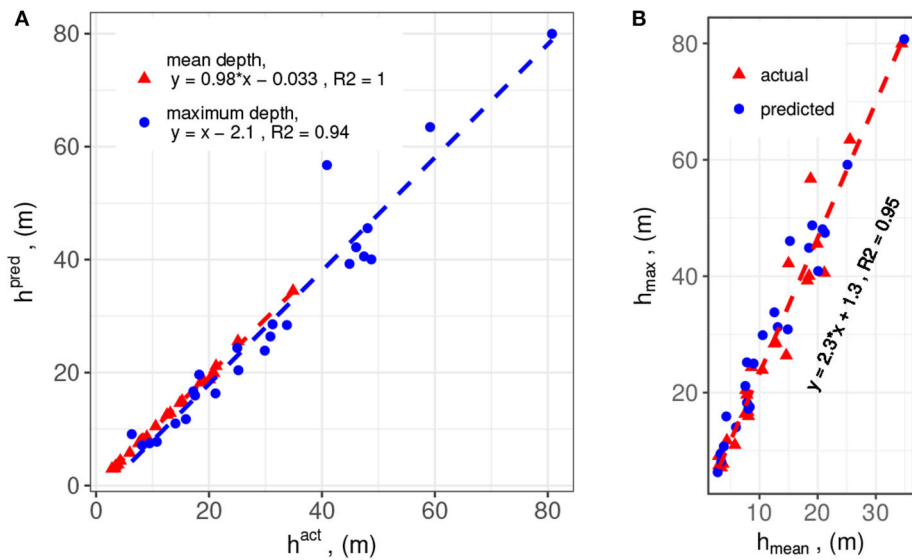 A
mean depth,
y = 0.98*x − 0.033 , R2 = 1
maximum depth,
y = x − 2.1 , R2 = 0.94
80
60
40
20
0
h^pred , (m)
0 20 40 60 80
h^act , (m)
B
actual
predicted
y = 2.3*x + 1.3 , R2 = 0.95
80
60
40
20
h_max , (m)
10 20 30
h_mean , (m)